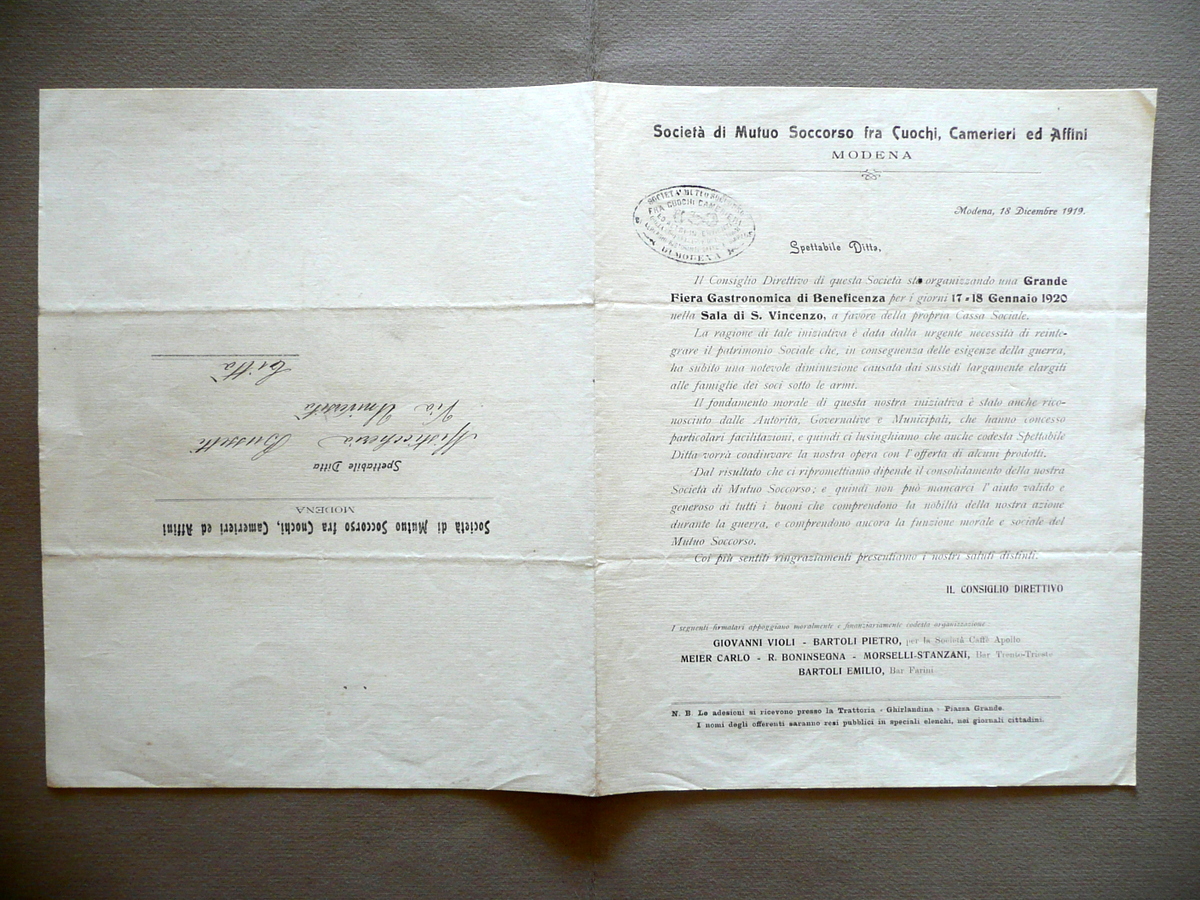 Società di Mutuo Soccorso fra Cuochi, Camerieri ed Affini
MODENA
Modena, 18 Dicembre 1919.
SOCIETA' MUTUO SOCCORSO
FRA CUOCHI CAMERIERI
DI MODENA
Spettabile Ditta,
Il Consiglio Direttivo di questa Società sta organizzando una Grande
Fiera Gastronomica di Beneficenza per i giorni 17-18 Gennaio 1920
nella Sala di S. Vincenzo, a favore della propria Cassa Sociale.
La ragione di tale iniziativa è data dalla urgente necessità di reinte-
grare il patrimonio Sociale che, in conseguenza delle esigenze della guerra,
ha subìto una notevole diminuzione causata dai sussidi largamente elargiti
alle famiglie dei soci sotto le armi.
Il fondamento morale di questa nostra iniziativa è stato anche rico-
nosciuto dalle Autorità, Governative e Municipali, che hanno concesso
particolari facilitazioni, e quindi ci lusinghiamo che anche codesta Spettabile
Ditta vorrà coadiuvare la nostra opera con l'offerta di alcuni prodotti.
Dal risultato che ci ripromettiamo dipende il consolidamento della nostra
Società di Mutuo Soccorso; e quindi non può mancarci l'aiuto valido e
generoso di tutti i buoni che comprendono la nobiltà della nostra azione
durante la guerra, e comprendono ancora la funzione morale e sociale del
Mutuo Soccorso.
Coi più sentiti ringraziamenti presentiamo i nostri saluti distinti.
IL CONSIGLIO DIRETTIVO
I seguenti firmatari appoggiano moralmente e finanziariamente codesta organizzazione
GIOVANNI VIOLI - BARTOLI PIETRO, per la Società Caffè Apollo
MEIER CARLO - R. BONINSEGNA - MORSELLI-STANZANI, Bar Trento-Trieste
BARTOLI EMILIO, Bar Farini
N. B. Le adesioni si ricevono presso la Trattoria - Ghirlandina - Piazza Grande.
I nomi degli offerenti saranno resi pubblici in speciali elenchi, nei giornali cittadini.
Società di Mutuo Soccorso fra Cuochi, Camerieri ed Affini
MODENA
Spettabile Ditta
Busseti
Via Università
Città